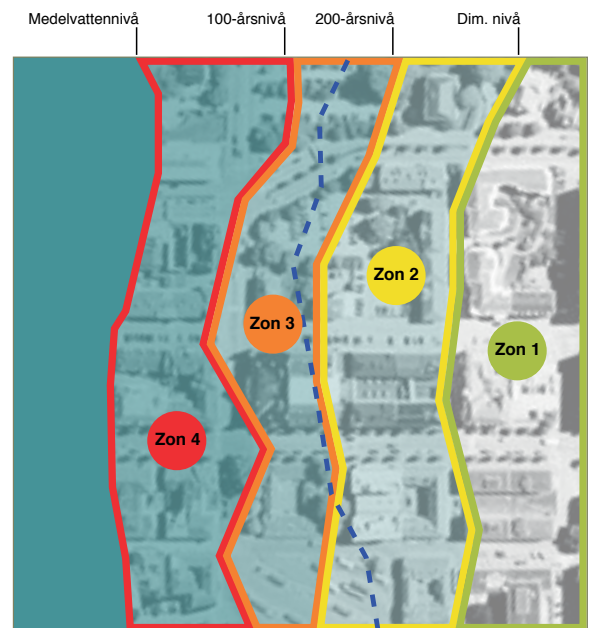 Medelvattennivå 100-årsnivå 200-årsnivå Dim. nivå
Zon 2
Zon 3
Zon 1
Zon 4